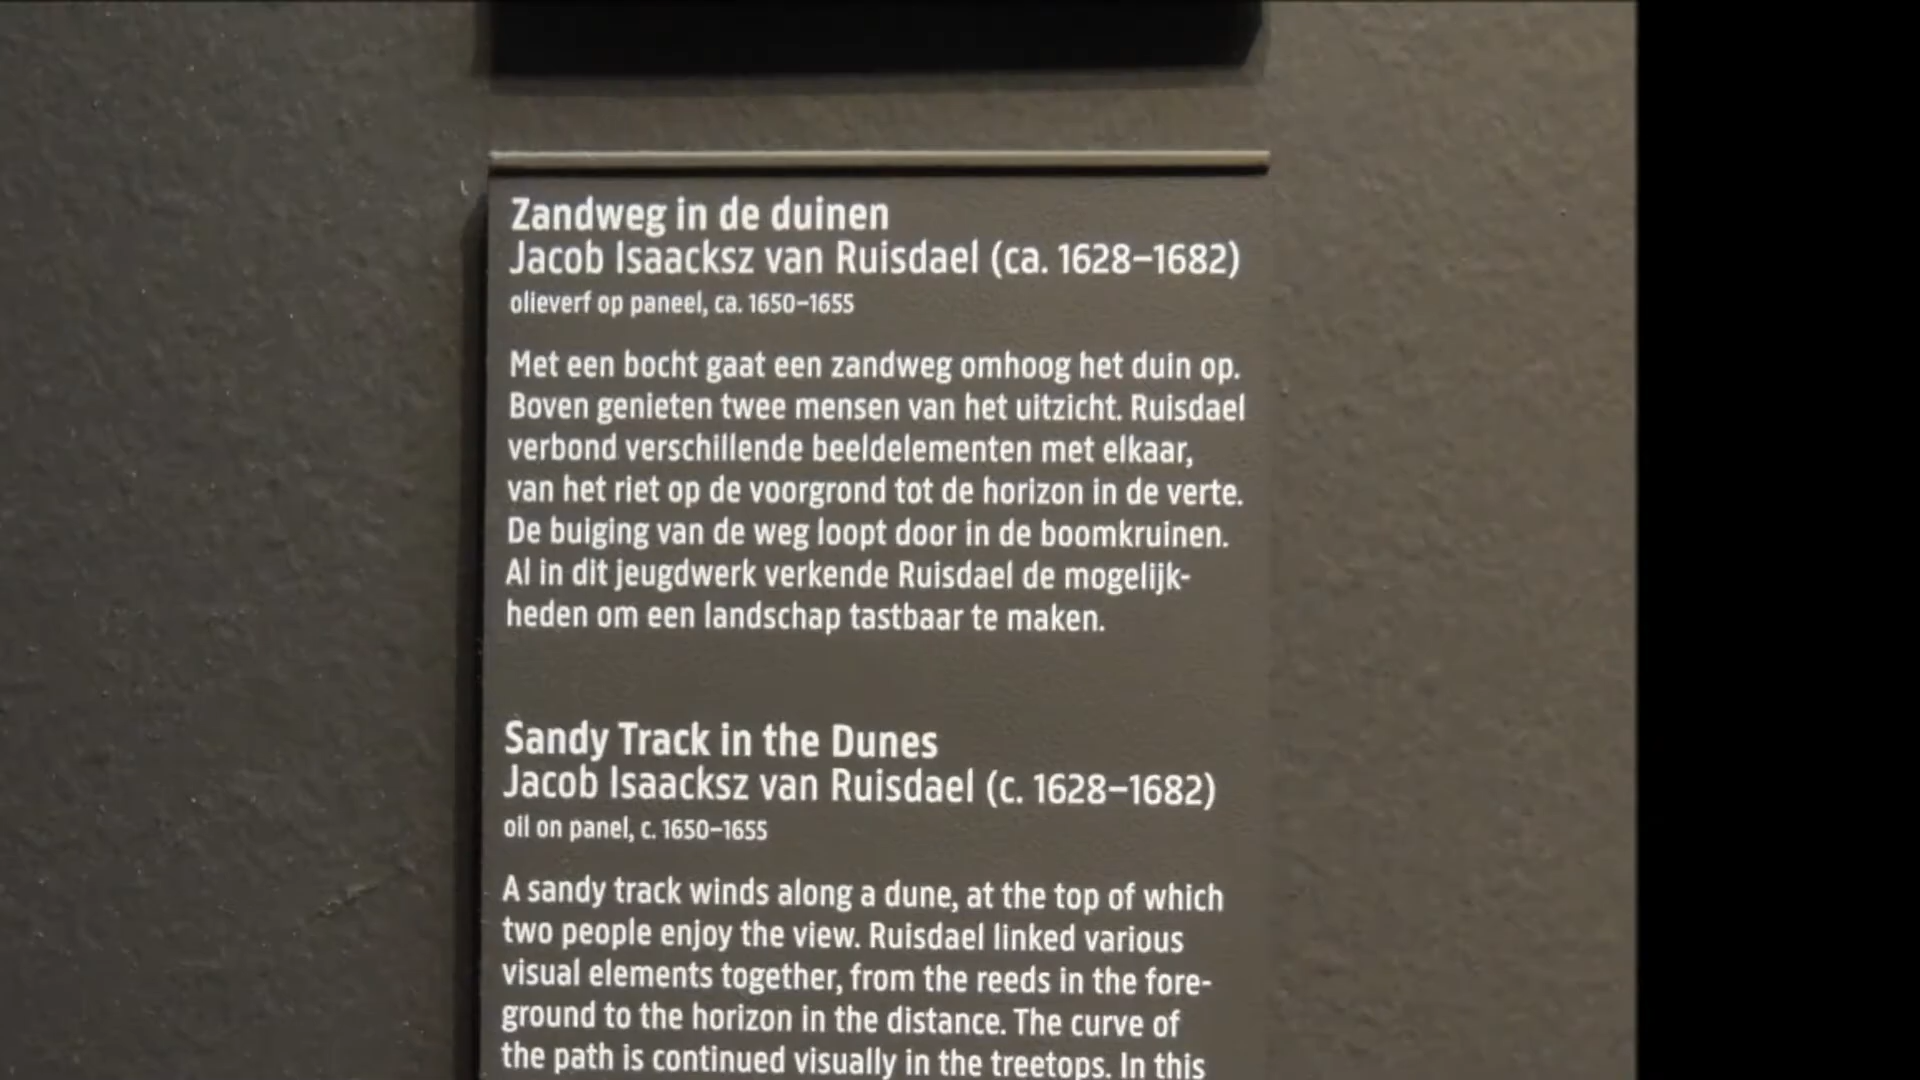 Zandweg in de duinen
Jacob Isaacksz van Ruisdael (ca. 1628–1682)
olieverf op paneel, ca. 1650–1655
Met een bocht gaat een zandweg omhoog het duin op.
Boven genieten twee mensen van het uitzicht. Ruisdael
verbond verschillende beeldelementen met elkaar,
van het riet op de voorgrond tot de horizon in de verte.
De buiging van de weg loopt door in de boomkruinen.
Al in dit jeugdwerk verkende Ruisdael de mogelijk-
heden om een landschap tastbaar te maken.
Sandy Track in the Dunes
Jacob Isaacksz van Ruisdael (c. 1628–1682)
oil on panel, c. 1650–1655
A sandy track winds along a dune, at the top of which
two people enjoy the view. Ruisdael linked various
visual elements together, from the reeds in the fore-
ground to the horizon in the distance. The curve of
the path is continued visually in the treetops. In this